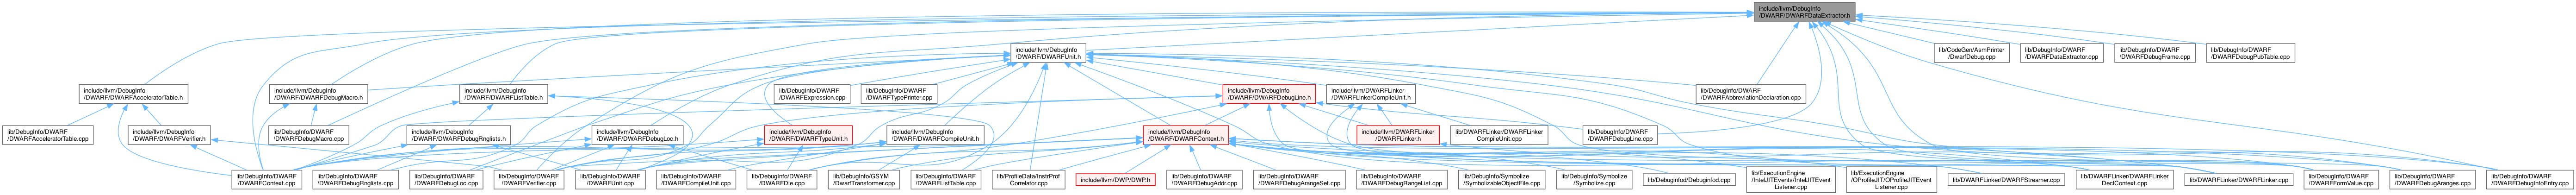 include/llvm/DebugInfo
/DWARF/DWARFDataExtractor.h
include/llvm/DebugInfo
/DWARF/DWARFUnit.h
lib/CodeGen/AsmPrinter
/DwarfDebug.cpp
lib/DebugInfo/DWARF
/DWARFDataExtractor.cpp
lib/DebugInfo/DWARF
/DWARFDebugFrame.cpp
lib/DebugInfo/DWARF
/DWARFDebugPubTable.cpp
include/llvm/DebugInfo
/DWARF/DWARFAcceleratorTable.h
include/llvm/DebugInfo
/DWARF/DWARFDebugMacro.h
include/llvm/DebugInfo
/DWARF/DWARFListTable.h
lib/DebugInfo/DWARF
/DWARFExpression.cpp
lib/DebugInfo/DWARF
/DWARFTypePrinter.cpp
include/llvm/DebugInfo
/DWARF/DWARFDebugLine.h
include/llvm/DWARFLinker
/DWARFLinkerCompileUnit.h
lib/DebugInfo/DWARF
/DWARFAbbreviationDeclaration.cpp
lib/DebugInfo/DWARF
/DWARFAcceleratorTable.cpp
include/llvm/DebugInfo
/DWARF/DWARFVerifier.h
lib/DebugInfo/DWARF
/DWARFDebugMacro.cpp
include/llvm/DebugInfo
/DWARF/DWARFDebugRnglists.h
include/llvm/DebugInfo
/DWARF/DWARFDebugLoc.h
include/llvm/DebugInfo
/DWARF/DWARFTypeUnit.h
include/llvm/DebugInfo
/DWARF/DWARFCompileUnit.h
include/llvm/DebugInfo
/DWARF/DWARFContext.h
include/llvm/DWARFLinker
/DWARFLinker.h
lib/DWARFLinker/DWARFLinker
CompileUnit.cpp
lib/DebugInfo/DWARF
/DWARFDebugLine.cpp
lib/DebugInfo/DWARF
/DWARFContext.cpp
lib/DebugInfo/DWARF
/DWARFDebugRnglists.cpp
lib/DebugInfo/DWARF
/DWARFDebugLoc.cpp
lib/DebugInfo/DWARF
/DWARFVerifier.cpp
lib/DebugInfo/DWARF
/DWARFUnit.cpp
lib/DebugInfo/DWARF
/DWARFCompileUnit.cpp
lib/DebugInfo/DWARF
/DWARFDie.cpp
lib/DebugInfo/GSYM
/DwarfTransformer.cpp
lib/DebugInfo/DWARF
/DWARFListTable.cpp
lib/ProfileData/InstrProf
Correlator.cpp
include/llvm/DWP/DWP.h
lib/DebugInfo/DWARF
/DWARFDebugAddr.cpp
lib/DebugInfo/DWARF
/DWARFDebugArangeSet.cpp
lib/DebugInfo/DWARF
/DWARFDebugRangeList.cpp
lib/DebugInfo/Symbolize
/SymbolizableObjectFile.cpp
lib/DebugInfo/Symbolize
/Symbolize.cpp
lib/Debuginfod/Debuginfod.cpp
lib/ExecutionEngine
/IntelJITEvents/IntelJITEvent
Listener.cpp
lib/ExecutionEngine
/OProfileJIT/OProfileJITEvent
Listener.cpp
lib/DWARFLinker/DWARFStreamer.cpp
lib/DWARFLinker/DWARFLinker
DeclContext.cpp
lib/DWARFLinker/DWARFLinker.cpp
lib/DebugInfo/DWARF
/DWARFFormValue.cpp
lib/DebugInfo/DWARF
/DWARFDebugAranges.cpp
lib/DebugInfo/DWARF
/DWARFDebugInfoEntry.cpp